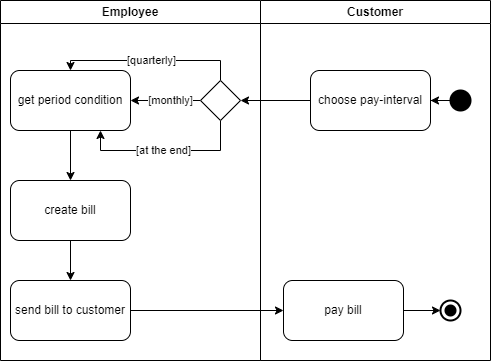 Employee
Customer
[quarterly]
get period condition
[monthly]
choose pay-interval
[at the end]
create bill
send bill to customer
pay bill